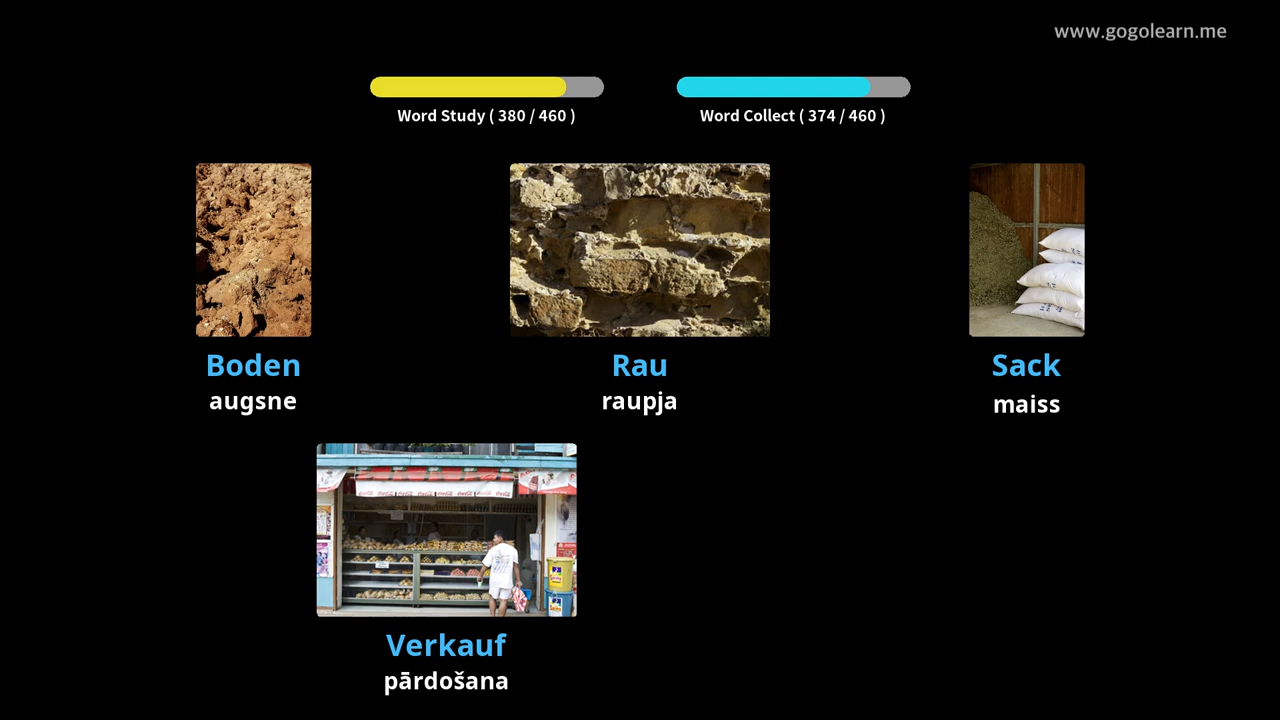 www.gogolearn.me
Word Study ( 380 / 460 )
Word Collect ( 374 / 460 )
Boden
augsne
Rau
raupja
Sack
maiss
Verkauf
pārdošana